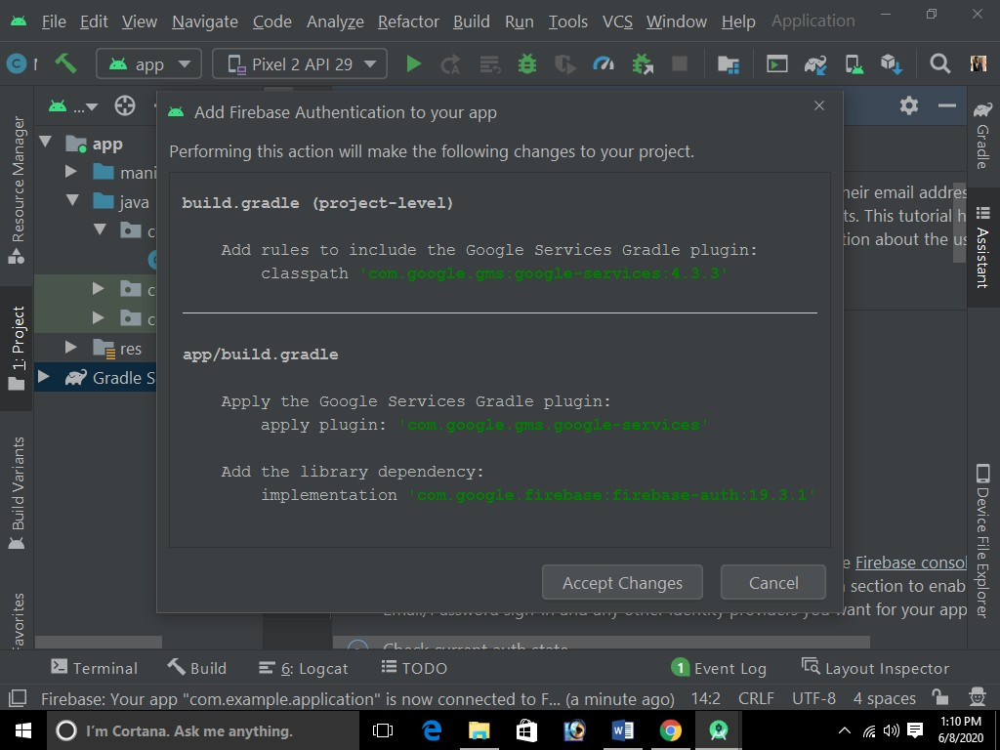 File Edit View Navigate Code Analyze Refactor Build Run Tools VCS Window Help Application
app Pixel 2 API 29
...
Add Firebase Authentication to your app
Performing this action will make the following changes to your project.
build.gradle (project-level)
Add rules to include the Google Services Gradle plugin:
classpath 'com.google.gms:google-services:4.3.3'
app/build.gradle
Apply the Google Services Gradle plugin:
apply plugin: 'com.google.gms.google-services'
Add the library dependency:
implementation 'com.google.firebase:firebase-auth:19.3.1'
Accept Changes Cancel
Resource Manager
1: Project
Build Variants
app
mani
java
c
c
c
res
Gradle S
heir email addres
ts. This tutorial h
tion about the us
Firebase consol
section to enab
Email/Password sign-in and any other identity providers you want for your app
Check current auth state
Gradle
Assistant
Device File Explorer
Terminal Build 6: Logcat TODO 1 Event Log Layout Inspector
Firebase: Your app "com.example.application" is now connected to F... (a minute ago) 14:2 CRLF UTF-8 4 spaces
I'm Cortana. Ask me anything.
1:10 PM
6/8/2020